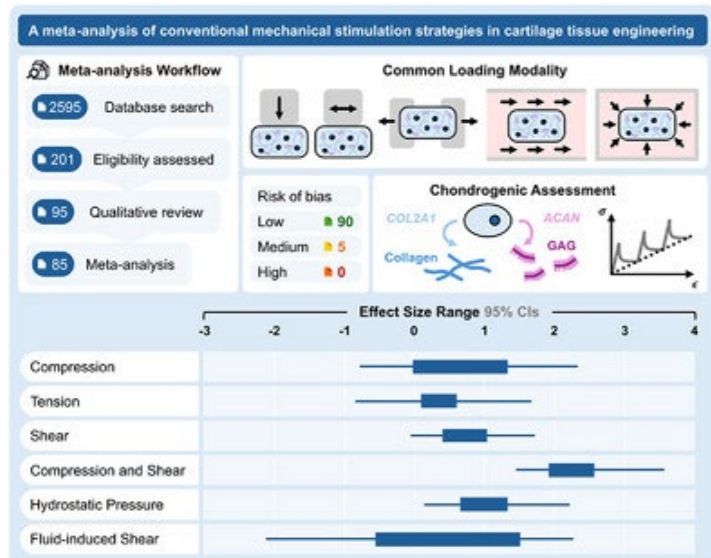 A meta-analysis of conventional mechanical stimulation strategies in cartilage tissue engineering
Meta-analysis Workflow
2595 Database search
201 Eligibility assessed
95 Qualitative review
85 Meta-analysis
Common Loading Modality
Risk of bias
Low 90
Medium 5
High 0
Chondrogenic Assessment
COL2A1
ACAN
Collagen
GAG
σ
ϵ
Effect Size Range 95% CIs
-3 -2 -1 0 1 2 3 4
Compression
Tension
Shear
Compression and Shear
Hydrostatic Pressure
Fluid-induced Shear